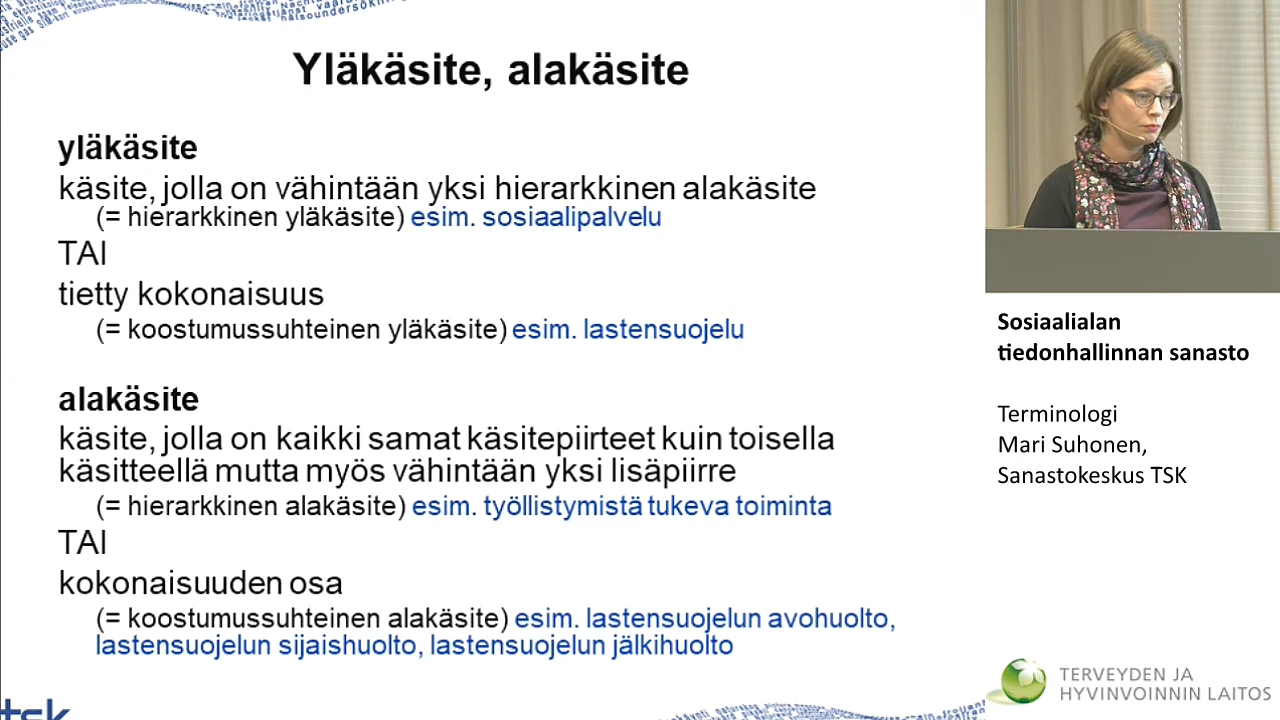 Yläkäsite, alakäsite
yläkäsite
käsite, jolla on vähintään yksi hierarkkinen alakäsite
(= hierarkkinen yläkäsite) esim. sosiaalipalvelu
TAI
tietty kokonaisuus
(= koostumussuhteinen yläkäsite) esim. lastensuojelu
alakäsite
käsite, jolla on kaikki samat käsitepiirteet kuin toisella
käsitteellä mutta myös vähintään yksi lisäpiirre
(= hierarkkinen alakäsite) esim. työllistymistä tukeva toiminta
TAI
kokonaisuuden osa
(= koostumussuhteinen alakäsite) esim. lastensuojelun avohuolto,
lastensuojelun sijaishuolto, lastensuojelun jälkihuolto
tsk
Sosiaalialan
tiedonhallinnan sanasto
Terminologi
Mari Suhonen,
Sanastokeskus TSK
TERVEYDEN JA
HYVINVOINNIN LAITOS